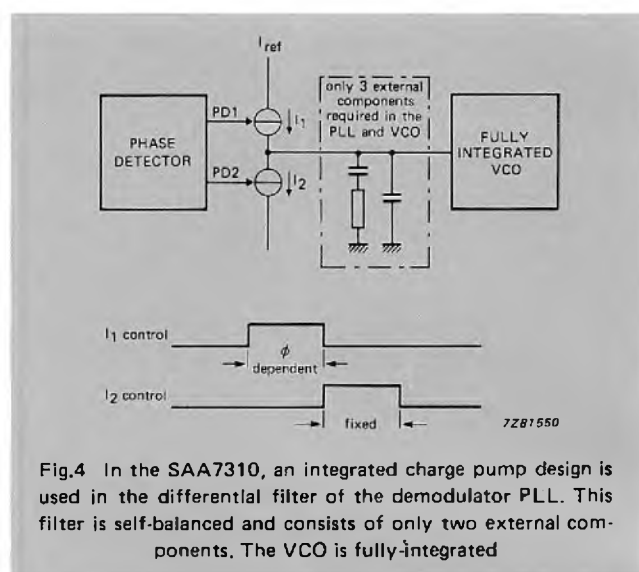 I ref
only 3 external
components
required in the
PLL and VCO
PHASE
DETECTOR
PD1
I1
PD2
I2
FULLY
INTEGRATED
VCO
I1 control
ϕ
dependent
I2 control
fixed
7Z81550
Fig.4 In the SAA7310, an integrated charge pump design is
used in the differential filter of the demodulator PLL. This
filter is self-balanced and consists of only two external com-
ponents. The VCO is fully-integrated